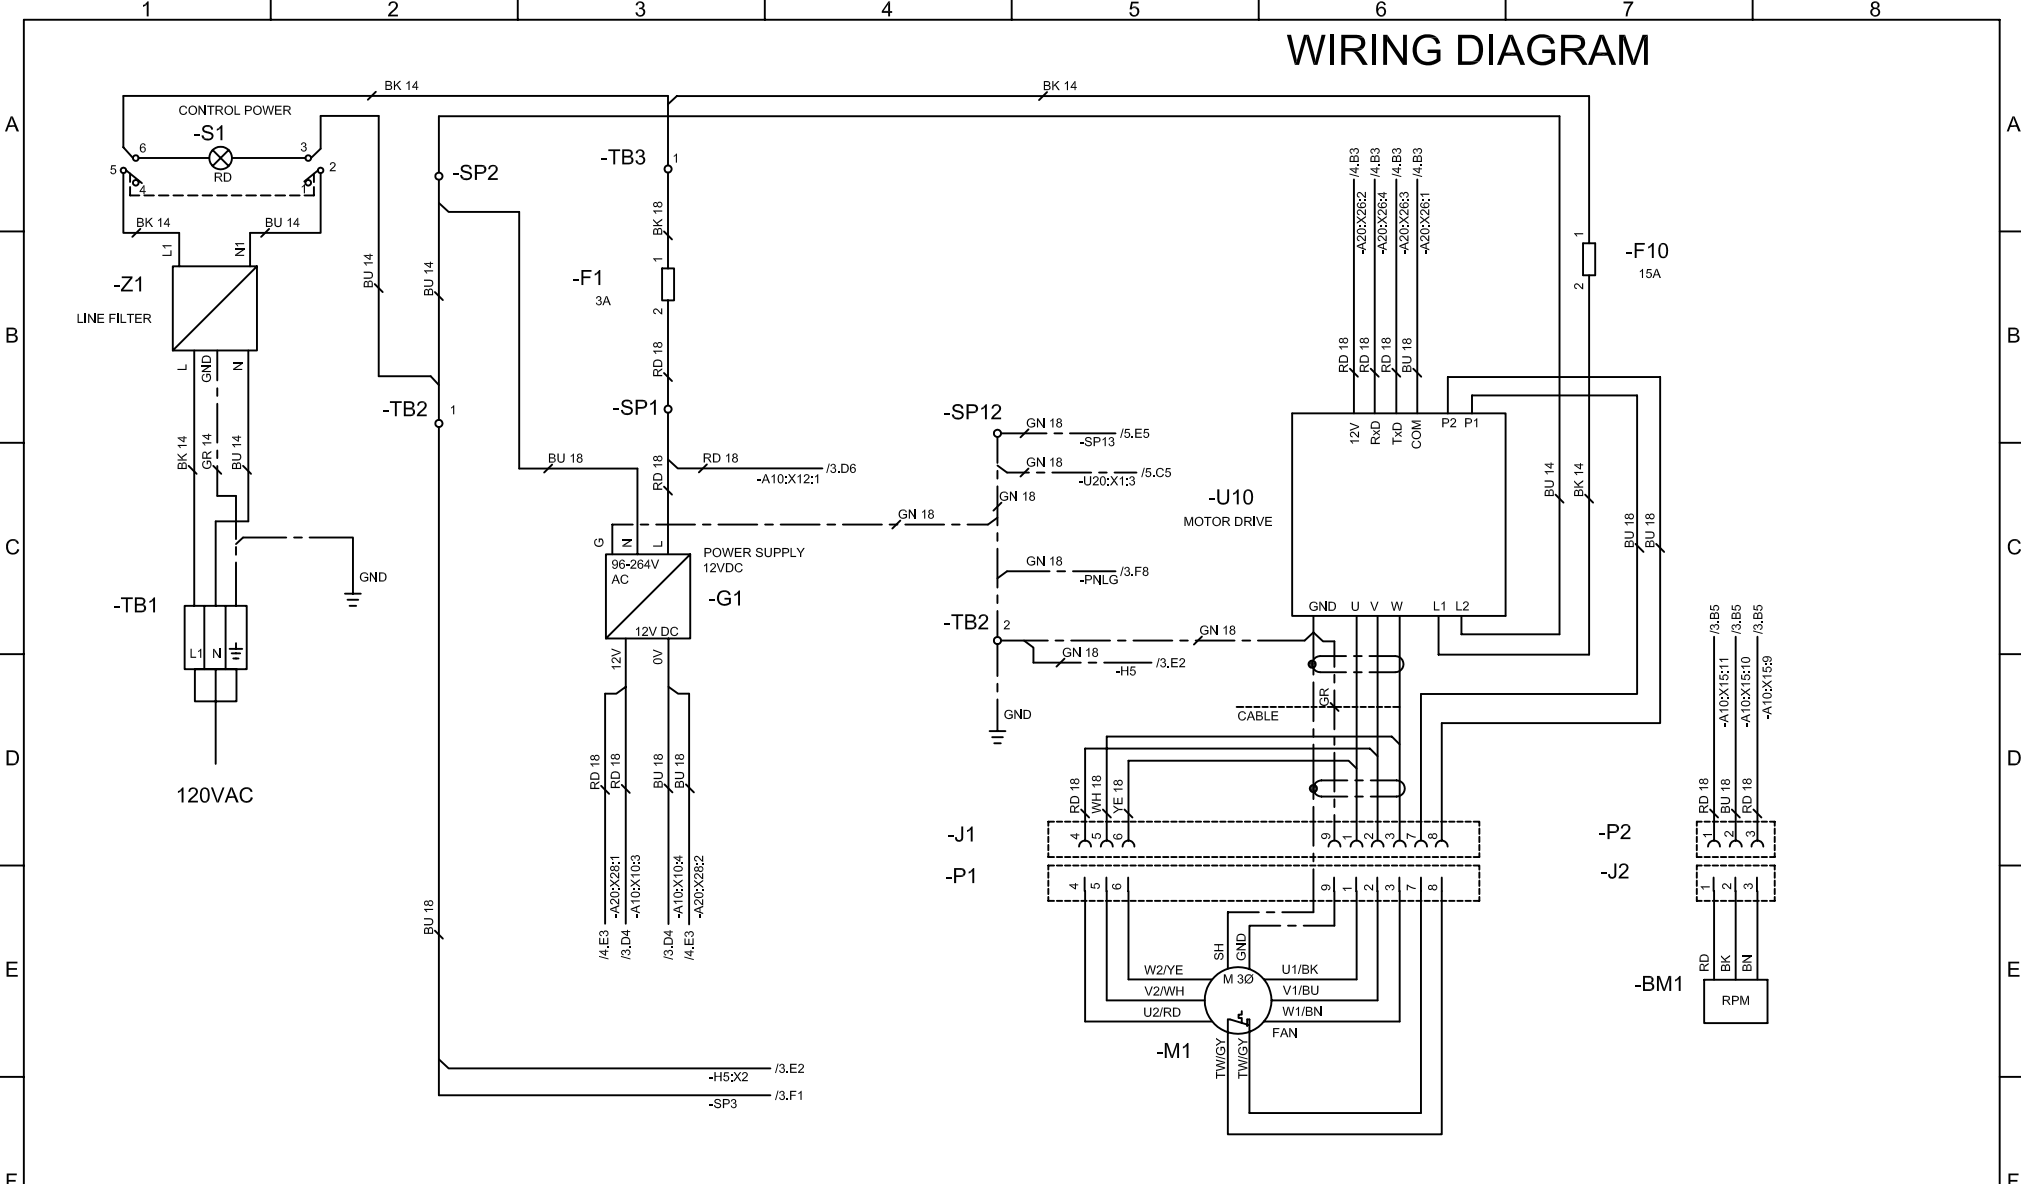 1 2 3 4 5 6 7 8
WIRING DIAGRAM
A
A
B
B
C
C
D
D
E
E
F
F
BK 14
CONTROL POWER
-S1
6
3
5
RD
2
4
1
BK 14
BU 14
L1
N1
-Z1
LINE FILTER
L
GND
N
BK 14
GR 14
BU 14
GND
-TB1
L1
N
120VAC
BU 14
BU 14
-SP2
-TB2
1
BU 18
-TB3
1
BK 18
1
-F1
3A
2
RD 18
-SP1
BU 18
RD 18
RD 18
/3.D6
-A10:X12:1
G
N
L
96-264V
AC
POWER SUPPLY
12VDC
-G1
12V DC
12V
0V
RD 18
RD 18
BU 18
BU 18
-A20:X28:1
-A10:X10:3
-A10:X10:4
-A20:X28:2
/4.E3
/3.D4
/3.D4
/4.E3
-H5:X2
/3.E2
-SP3
/3.F1
GN 18
-SP12
GN 18
/5.E5
-SP13
GN 18
/5.C5
-U20:X1:3
GN 18
GN 18
/3.F8
-PNLG
-TB2
2
GN 18
GN 18
/3.E2
-H5
GND
BK 14
/4.B3
/4.B3
/4.B3
/4.B3
-A20:X26:2
-A20:X26:4
-A20:X26:3
-A20:X26:1
RD 18
RD 18
RD 18
BU 18
12V
RxD
TxD
COM
P2
P1
-U10
MOTOR DRIVE
GND
U
V
W
L1
L2
1
-F10
15A
2
BU 14
BK 14
BU 18
BU 18
GR
CABLE
RD 18
WH 18
YE 18
-J1
4
5
6
9
1
2
3
7
8
-P1
4
5
6
9
1
2
3
7
8
SH
GND
W2/YE
V2/WH
U2/RD
M 3Ø
U1/BK
V1/BU
W1/BN
FAN
-M1
TW/GY
TW/GY
/3.B5
/3.B5
/3.B5
-A10:X15:11
-A10:X15:10
-A10:X15:9
RD 18
BU 18
RD 18
-P2
1
2
3
-J2
1
2
3
RD
BK
BN
-BM1
RPM